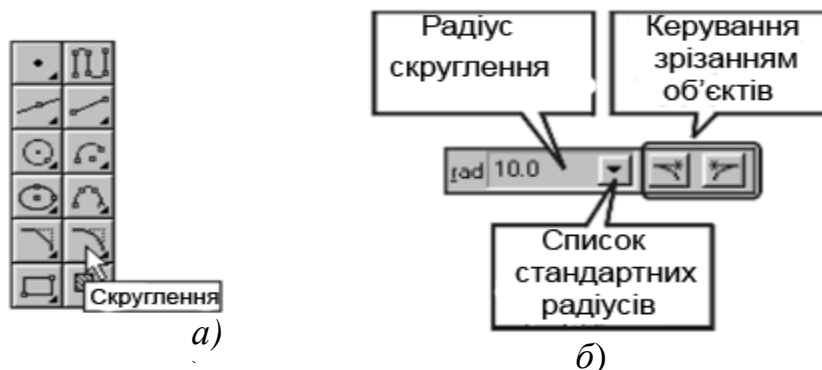 Скруглення
а)
Радіус
скруглення
Керування
зрізанням
об’єктів
rad 10.0
Список
стандартних
радіусів
б)